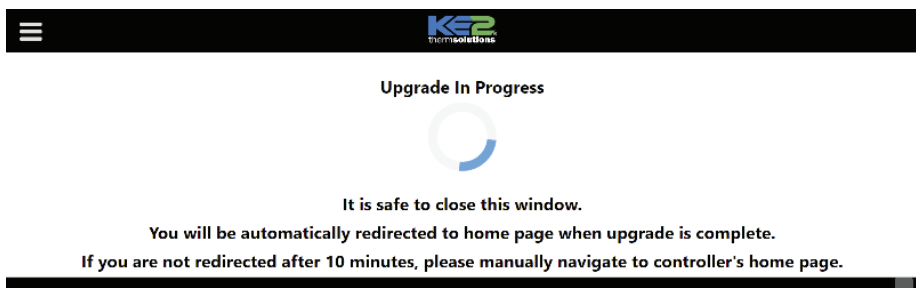 KE2
thermsolutions
Upgrade In Progress
It is safe to close this window.
You will be automatically redirected to home page when upgrade is complete.
If you are not redirected after 10 minutes, please manually navigate to controller's home page.